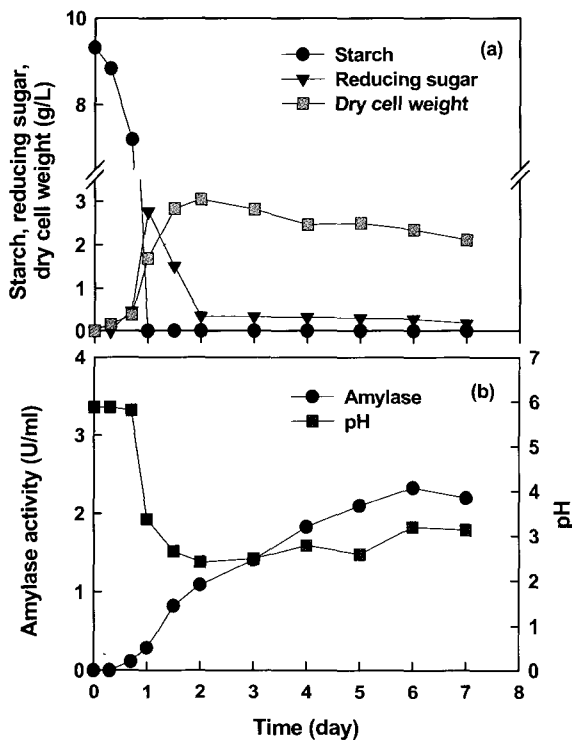 Starch, reducing sugar,
dry cell weight (g/L)
10
9
3
2
1
0
(a)
Starch
Reducing sugar
Dry cell weight
Amylase activity (U/ml)
4
3
2
1
0
(b)
Amylase
pH
7
6
5
4
3
2
1
0
pH
0 1 2 3 4 5 6 7 8
Time (day)